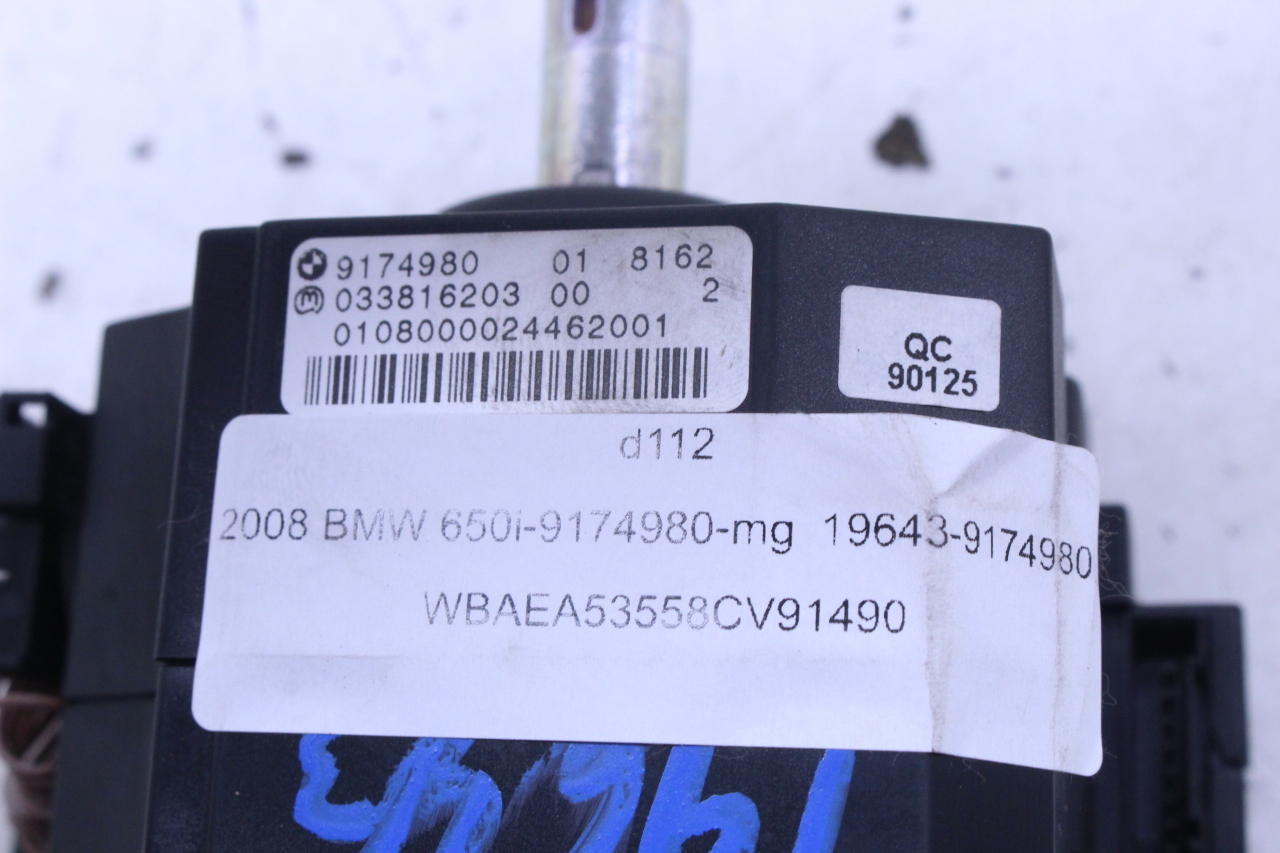 9174980 01 8162
033816203 00 2
0108000024462001
QC
90125
d112
2008 BMW 650i-9174980-mg 19643-9174980
WBAEA53558CV91490